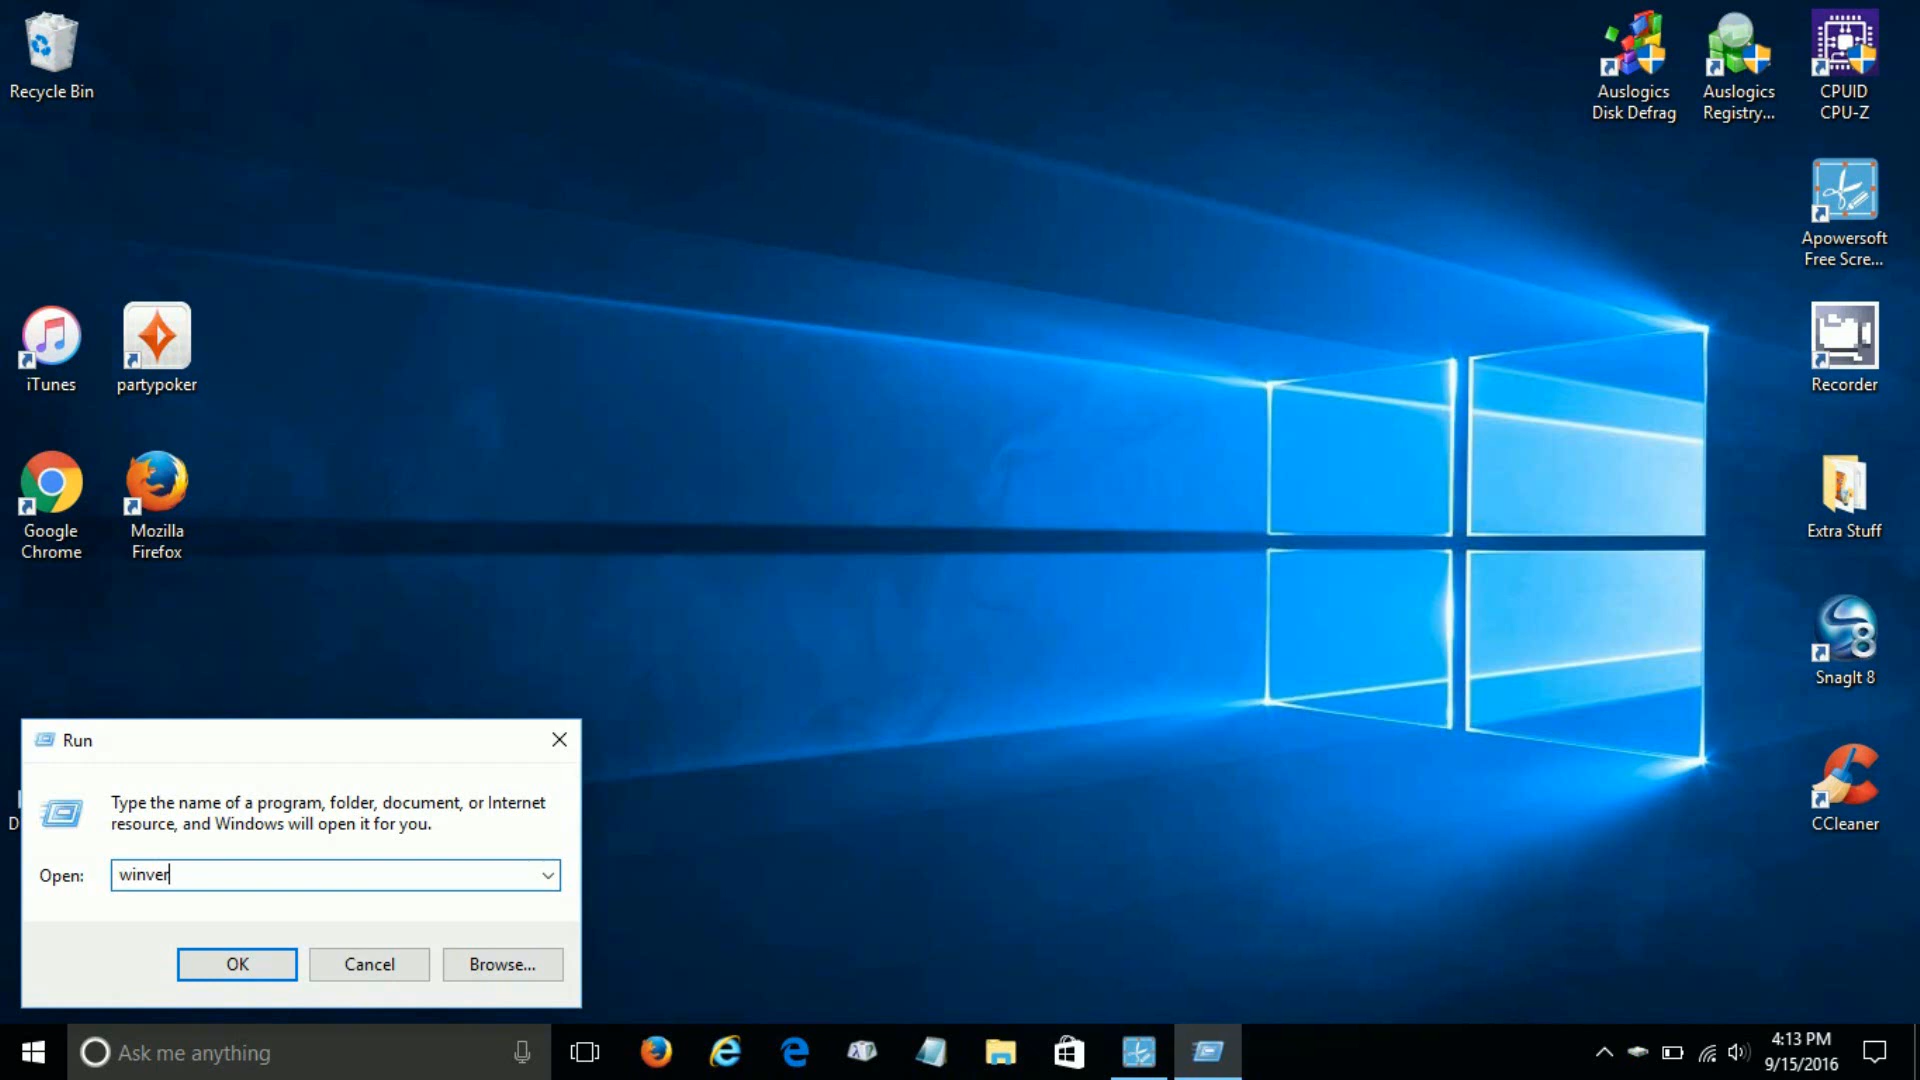 Recycle Bin
Auslogics
Disk Defrag
Auslogics
Registry...
CPUID
CPU-Z
Apowersoft
Free Scre...
iTunes
partypoker
Recorder
Google
Chrome
Mozilla
Firefox
Extra Stuff
SnagIt 8
CCleaner
D
Run
Type the name of a program, folder, document, or Internet
resource, and Windows will open it for you.
Open:
winver
OK
Cancel
Browse...
Ask me anything
4:13 PM
9/15/2016